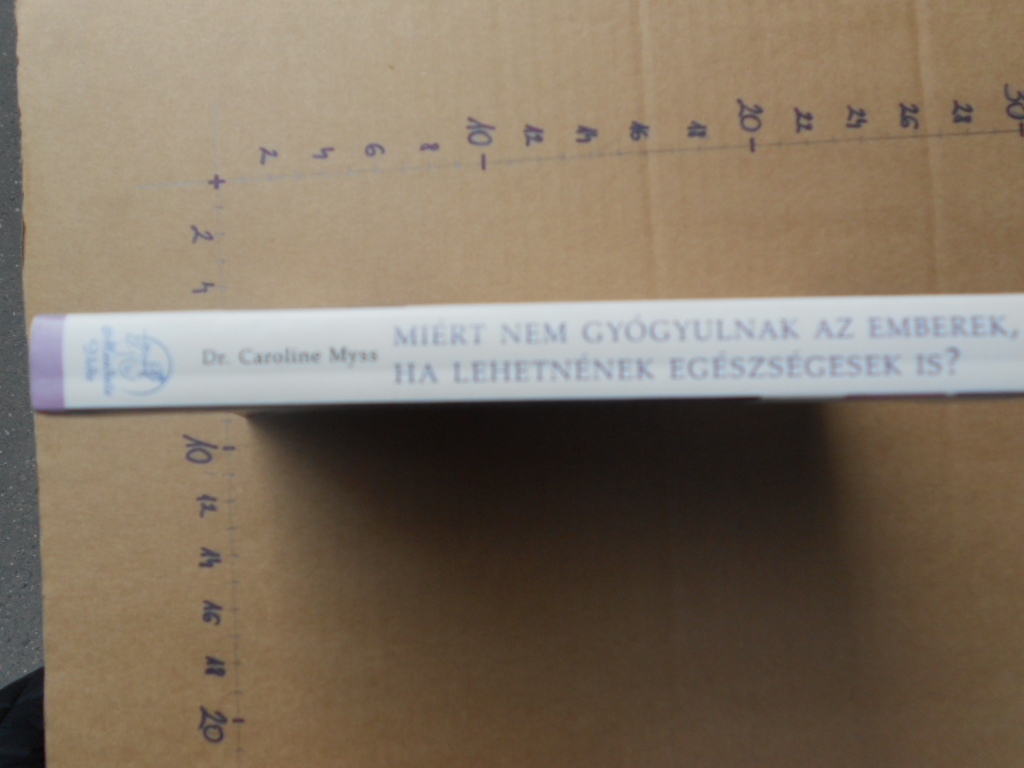 2 4 6 8 10 12 14 16 18 20 22 24 26 28 30
2
4
Dr. Caroline Myss
MIÉRT NEM GYÓGYULNAK AZ EMBEREK,
HA LEHETNÉNEK EGÉSZSÉGESEK IS?
10
12
14
16
18
20